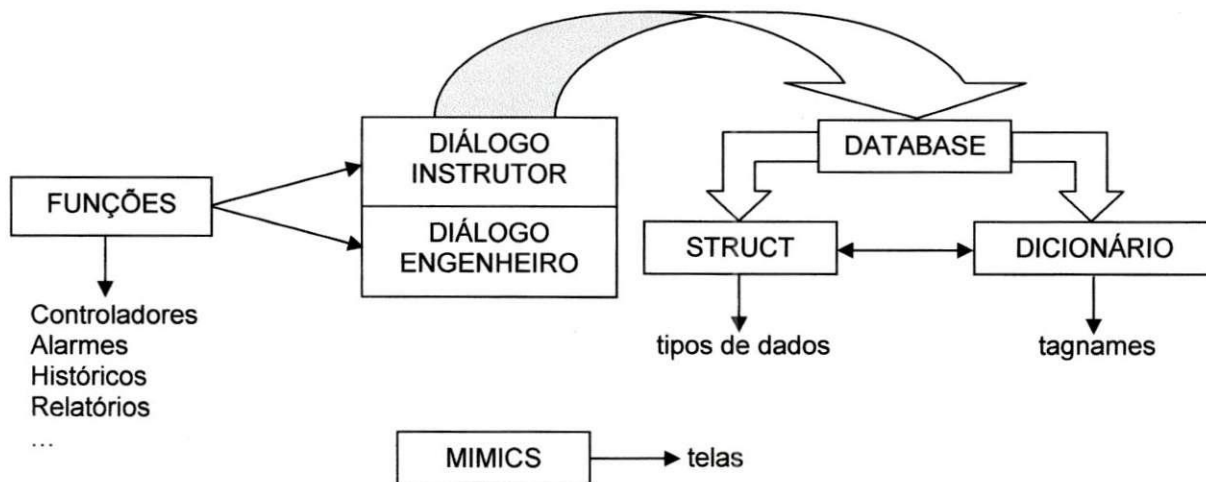 DIÁLOGO
INSTRUTOR
DATABASE
FUNÇÕES
DIÁLOGO
ENGENHEIRO
STRUCT
DICIONÁRIO
Controladores
Alarmes
Históricos
Relatórios
...
tipos de dados
tagnames
MIMICS
telas